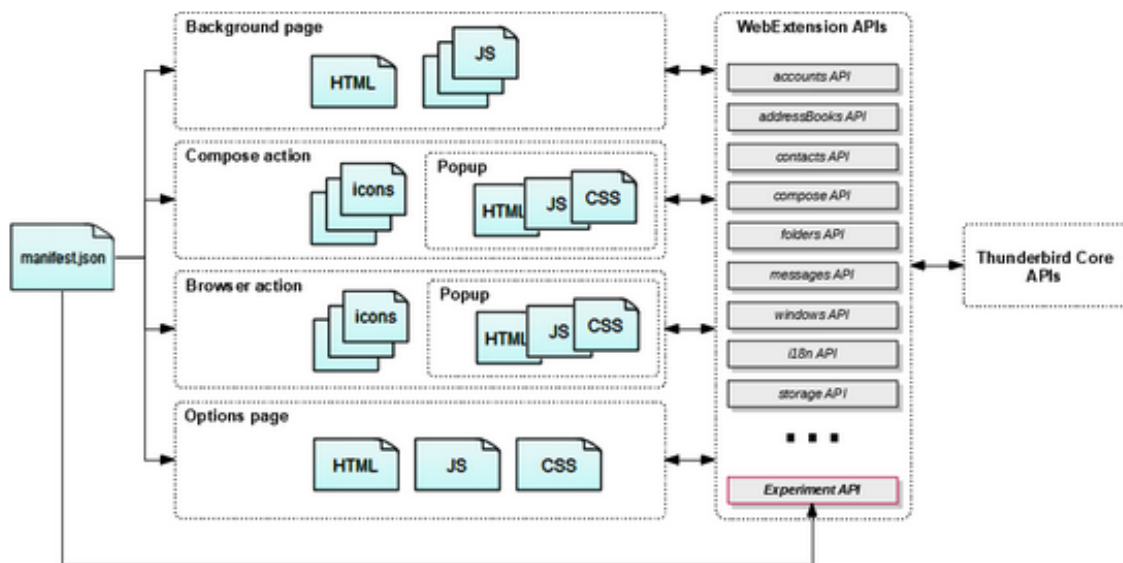 Background page
HTML
JS
Compose action
icons
Popup
HTML
JS
CSS
manifest.json
Browser action
icons
Popup
HTML
JS
CSS
Options page
HTML
JS
CSS
WebExtension APIs
accounts API
addressBooks API
contacts API
compose API
folders API
messages API
windows API
i18n API
storage API
...
Experiment API
Thunderbird Core
APIs